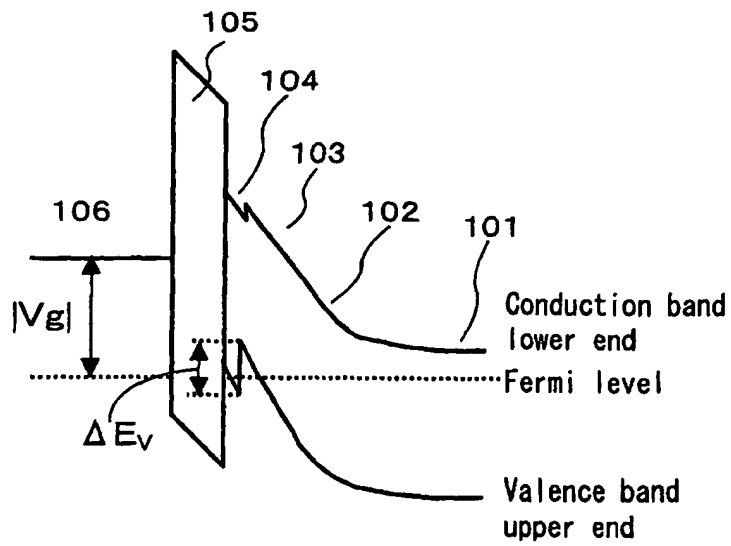 105
104
103
106
102
101
|Vg|
Conduction band
lower end
Fermi level
ΔEV
Valence band
upper end